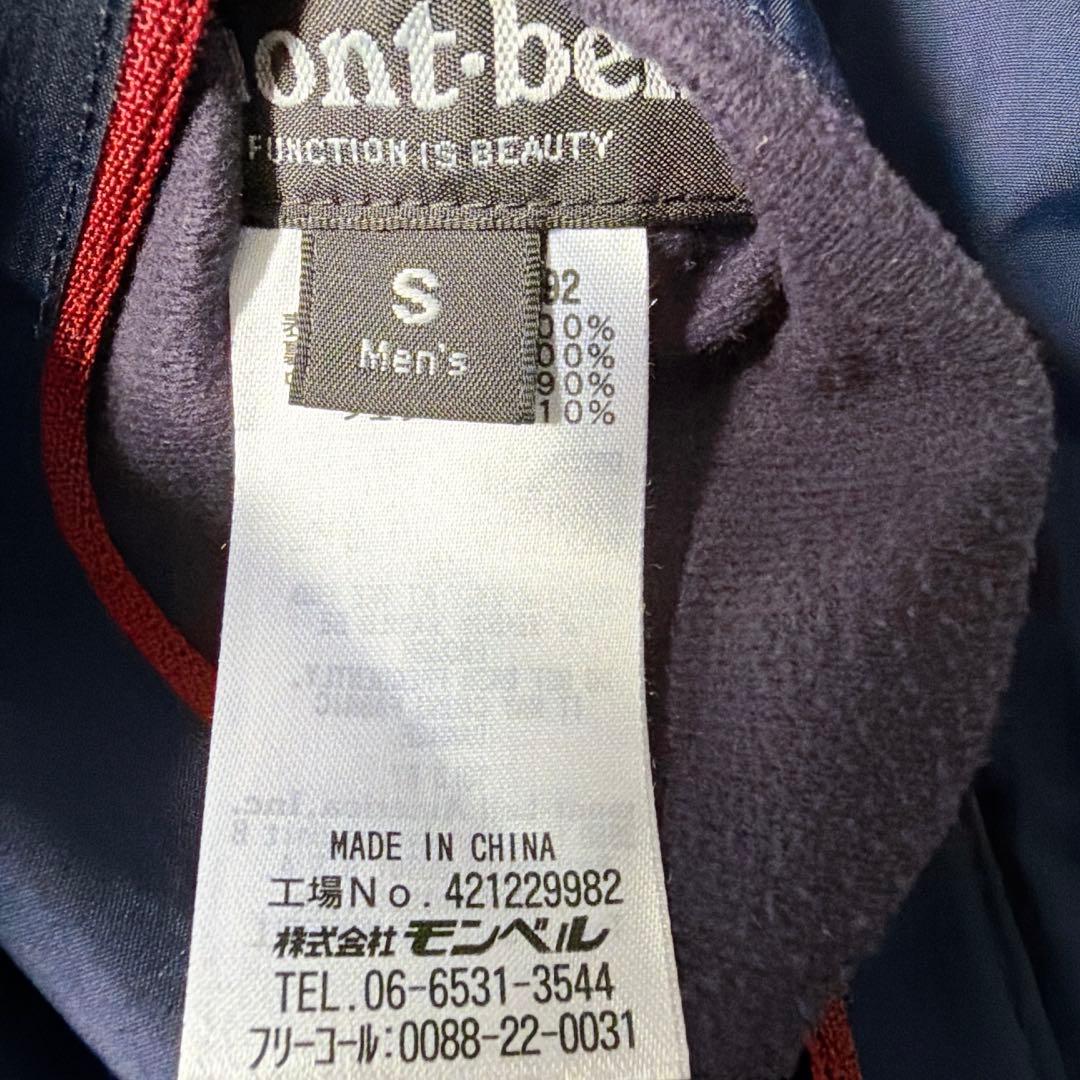 ont・be
FUNCTION IS BEAUTY
S
Men's
92
00%
00%
90%
10%
MADE IN CHINA
工場No.421229982
株式会社モンベル
TEL.06-6531-3544
フリーコール:0088-22-0031